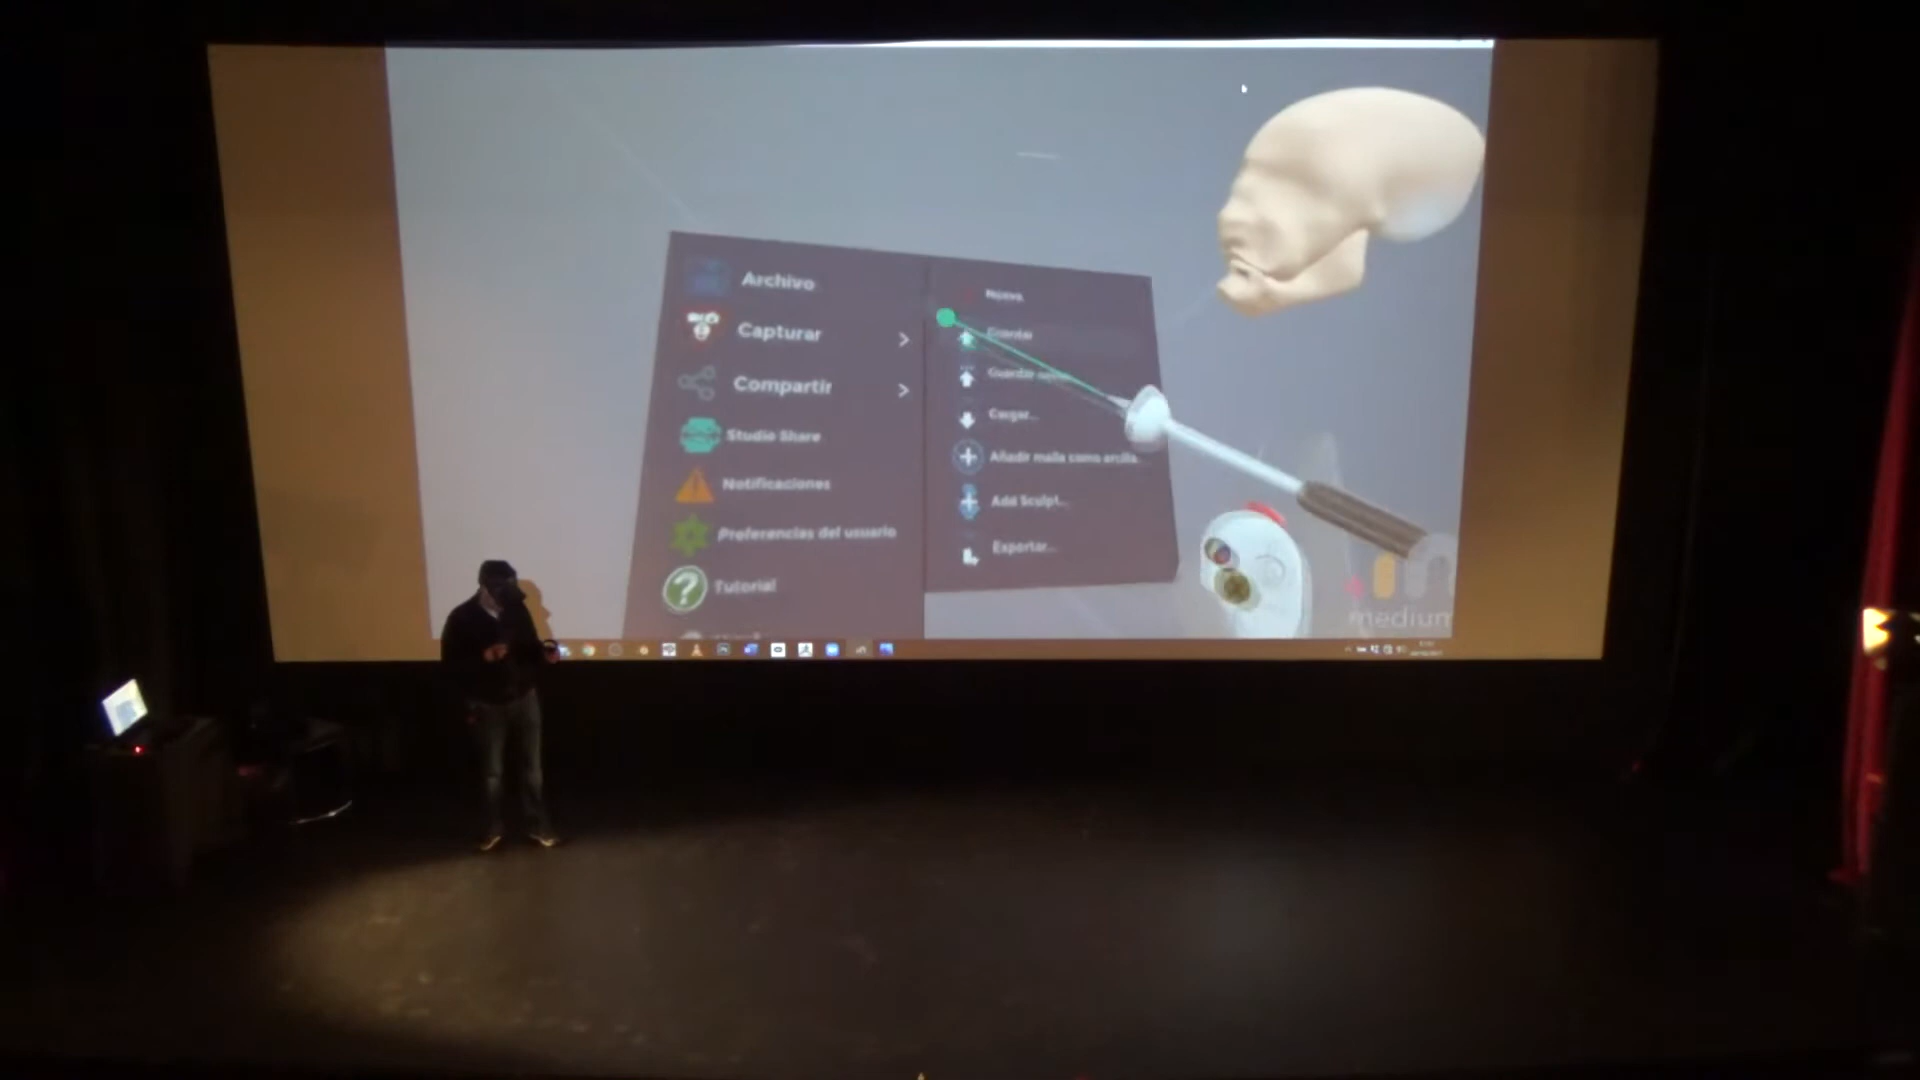 Archivo
Capturar
Compartir
Studio Share
Notificaciones
Preferencias del usuario
Tutorial
Nuevo
Guardar
Guardar
Cargar...
Añadir malla como arcilla...
Add Sculpt...
Exportar...
medium